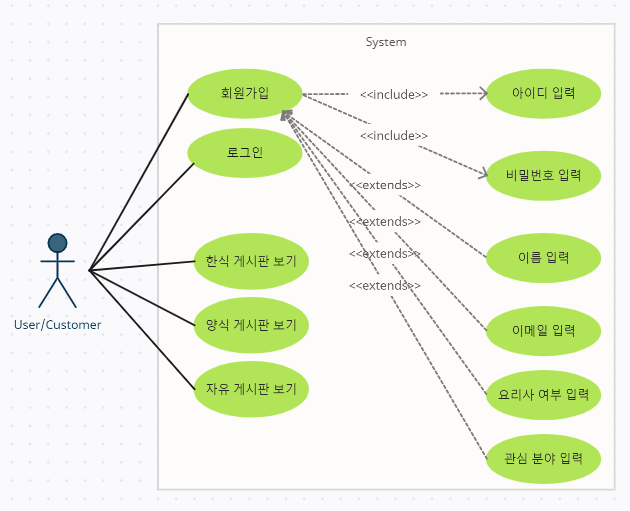 System
회원가입
<<include>>
아이디 입력
<<include>>
로그인
비밀번호 입력
<<extends>>
<<extends>>
<<extends>>
<<extends>>
한식 게시판 보기
이름 입력
User/Customer
양식 게시판 보기
이메일 입력
자유 게시판 보기
요리사 여부 입력
관심 분야 입력